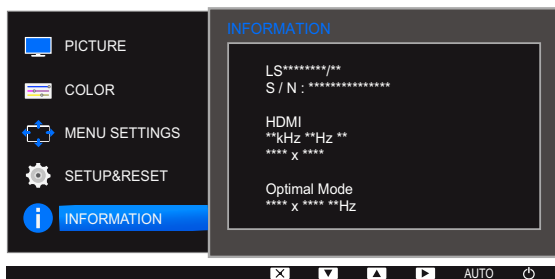 PICTURE
COLOR
MENU SETTINGS
SETUP&RESET
INFORMATION
INFORMATION
LS********/**
S / N : ***************
HDMI
**kHz **Hz **
**** x ****
Optimal Mode
**** x **** **Hz
AUTO